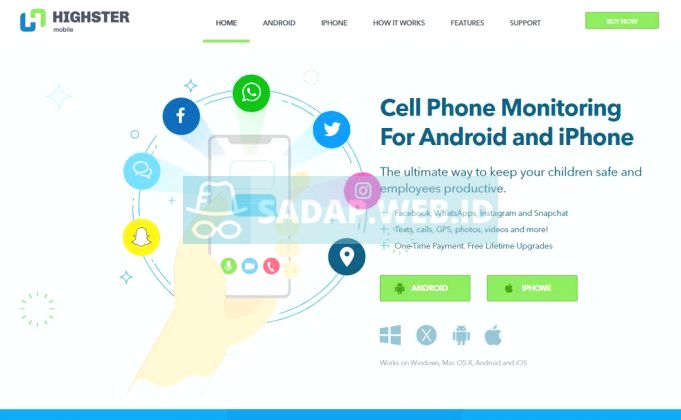 HIGHSTER
mobile
HOME ANDROID IPHONE HOW IT WORKS FEATURES SUPPORT
BUY NOW
Cell Phone Monitoring
For Android and iPhone
The ultimate way to keep your children safe and
employees productive.
Facebook, WhatsApps, Instagram and Snapchat
Texts, calls, GPS, photos, videos and more!
One-Time Payment. Free Lifetime Upgrades
SADAP.WEB.ID
ANDROID IPHONE
Works on Windows, Mac OS X, Android and iOS